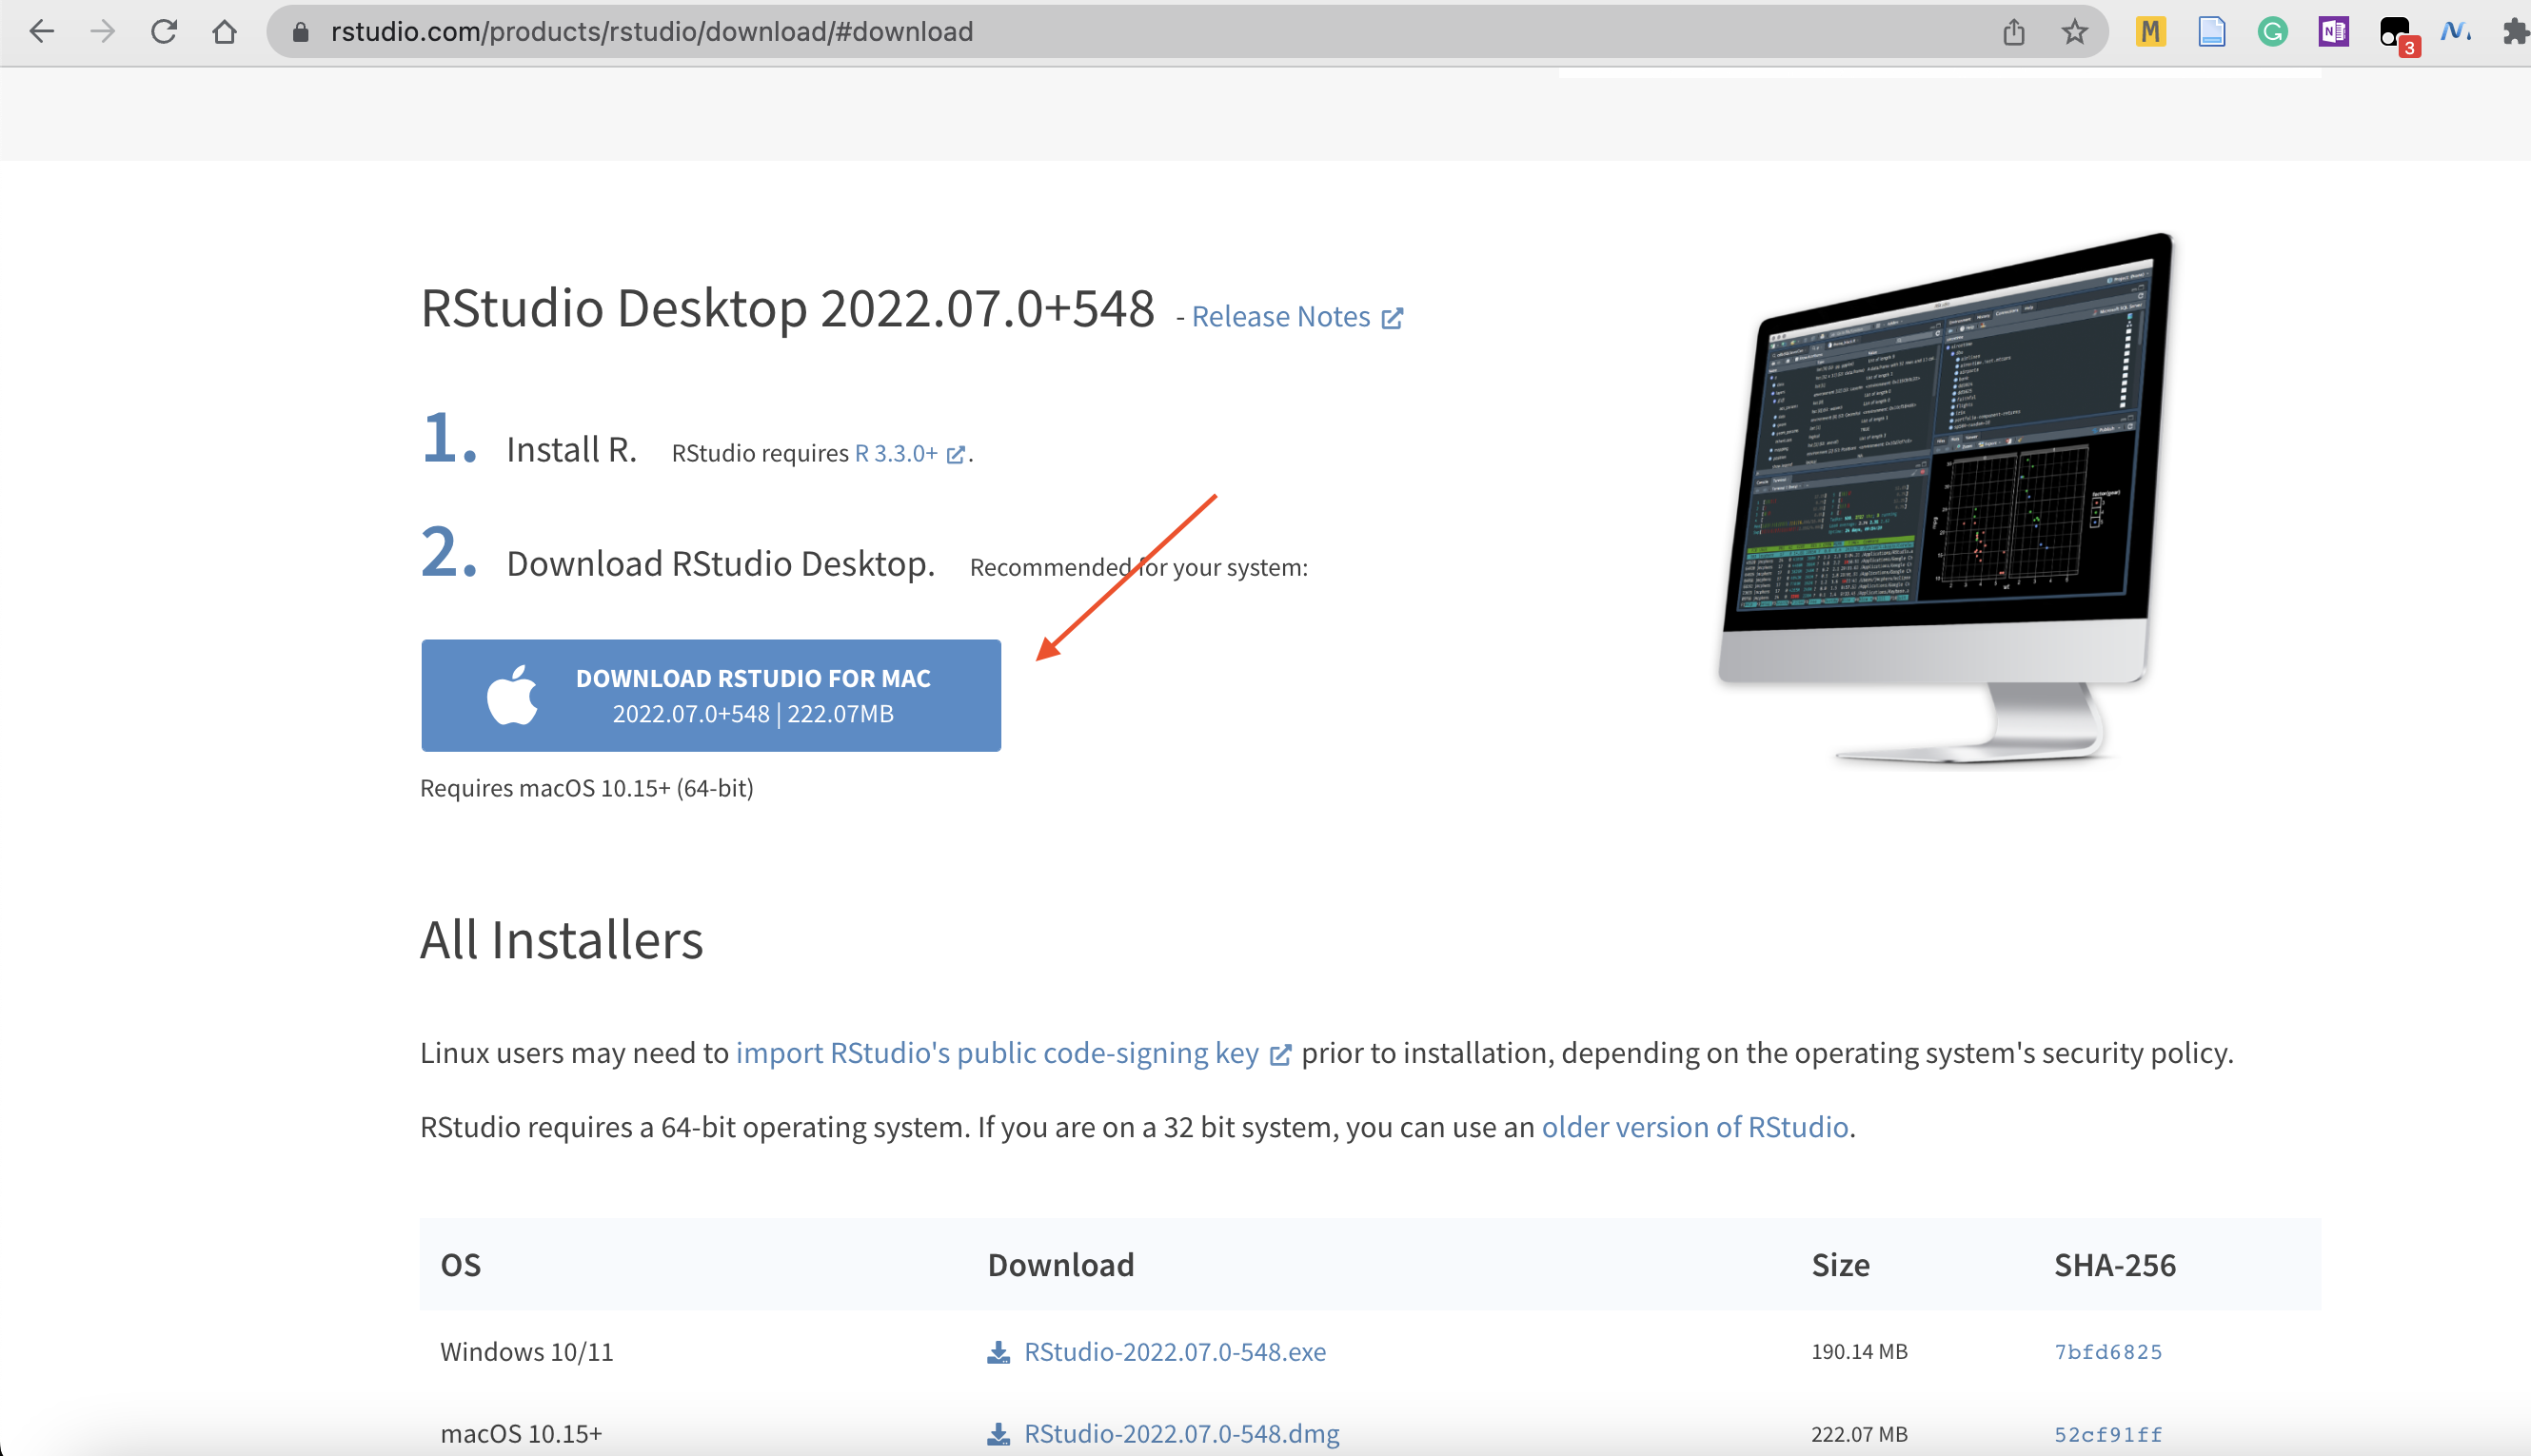 rstudio.com/products/rstudio/download/#download
M
G
N
3
RStudio Desktop 2022.07.0+548 - Release Notes
1. Install R. RStudio requires R 3.3.0+.
2. Download RStudio Desktop. Recommended for your system:
DOWNLOAD RSTUDIO FOR MAC
2022.07.0+548 | 222.07MB
Requires macOS 10.15+ (64-bit)
All Installers
Linux users may need to import RStudio's public code-signing key prior to installation, depending on the operating system's security policy.
RStudio requires a 64-bit operating system. If you are on a 32 bit system, you can use an older version of RStudio.
OS Download Size SHA-256
Windows 10/11 RStudio-2022.07.0-548.exe 190.14 MB 7bfd6825
macOS 10.15+ RStudio-2022.07.0-548.dmg 222.07 MB 52cf91ff